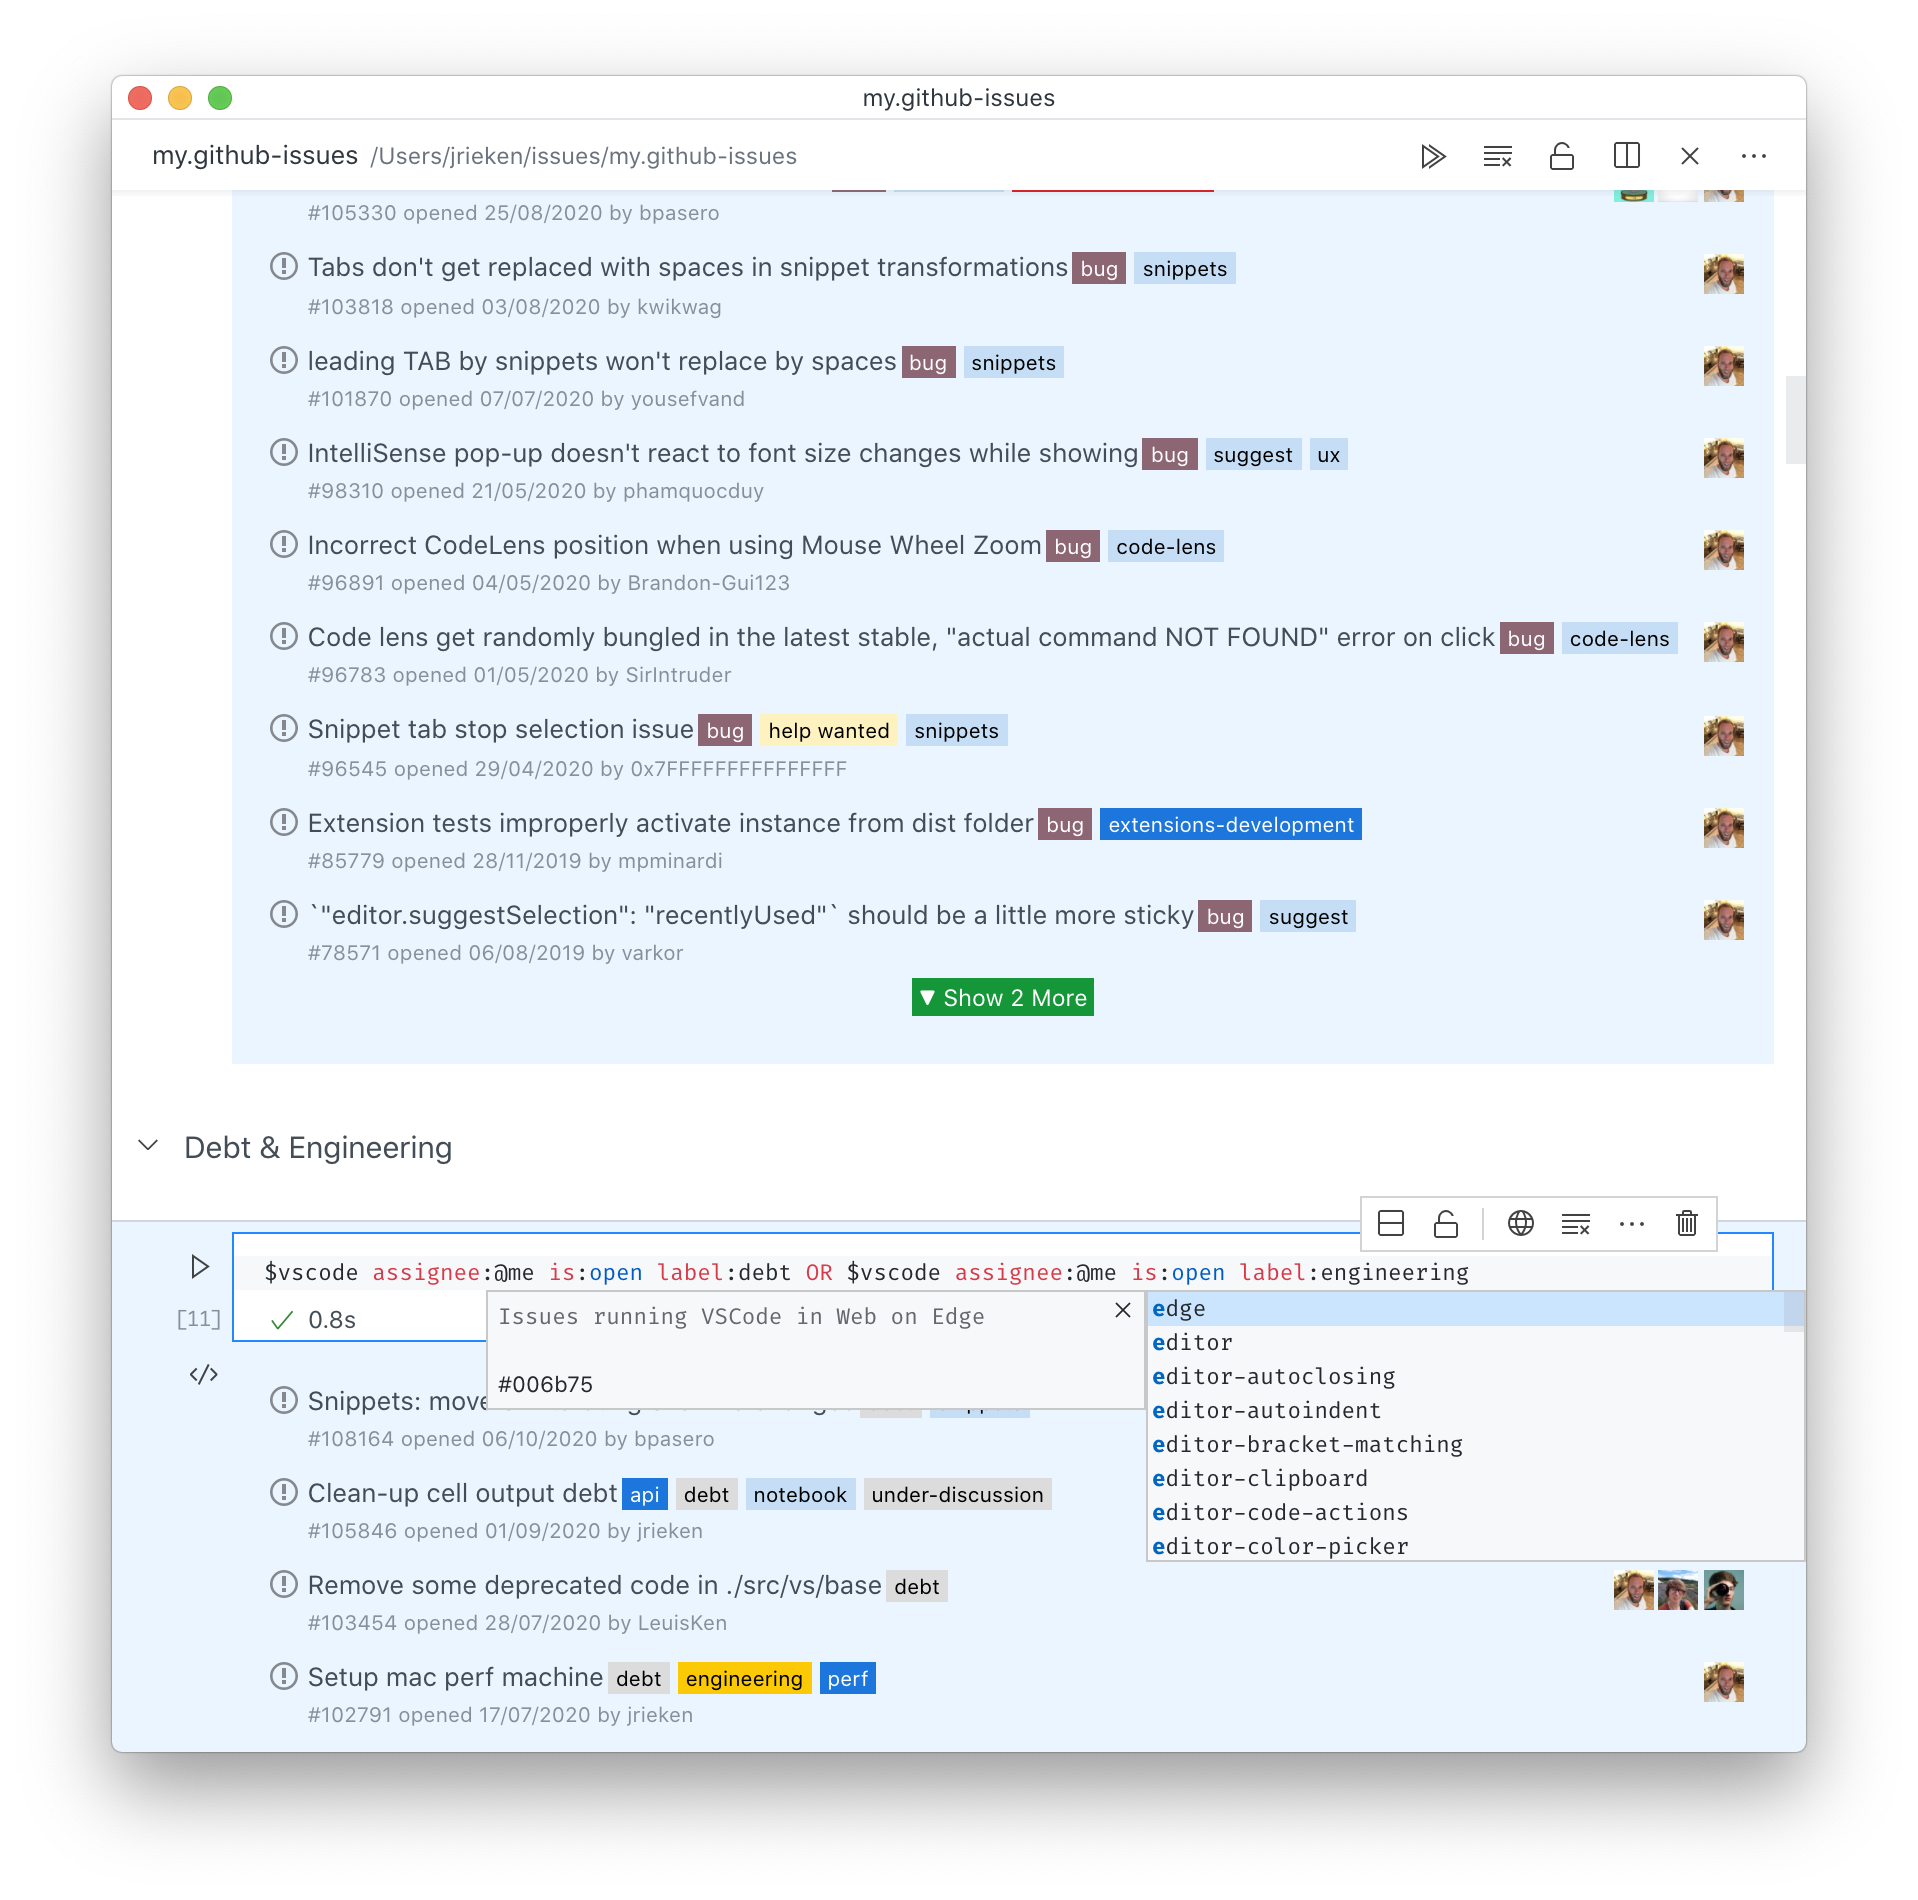 my.github-issues
my.github-issues /Users/jrieken/issues/my.github-issues
#105330 opened 25/08/2020 by bpasero
Tabs don't get replaced with spaces in snippet transformations bug snippets
#103818 opened 03/08/2020 by kwikwag
leading TAB by snippets won't replace by spaces bug snippets
#101870 opened 07/07/2020 by yousefvand
IntelliSense pop-up doesn't react to font size changes while showing bug suggest ux
#98310 opened 21/05/2020 by phamquocduy
Incorrect CodeLens position when using Mouse Wheel Zoom bug code-lens
#96891 opened 04/05/2020 by Brandon-Gui123
Code lens get randomly bungled in the latest stable, "actual command NOT FOUND" error on click bug code-lens
#96783 opened 01/05/2020 by SirIntruder
Snippet tab stop selection issue bug help wanted snippets
#96545 opened 29/04/2020 by 0x7FFFFFFFFFFFFFFF
Extension tests improperly activate instance from dist folder bug extensions-development
#85779 opened 28/11/2019 by mpminardi
`"editor.suggestSelection": "recentlyUsed"` should be a little more sticky bug suggest
#78571 opened 06/08/2019 by varkor
▼ Show 2 More
Debt & Engineering
$vscode assignee:@me is:open label:debt OR $vscode assignee:@me is:open label:engineering
[11] 0.8s
Issues running VSCode in Web on Edge
#006b75
edge
editor
editor-autoclosing
editor-autoindent
editor-bracket-matching
editor-clipboard
editor-code-actions
editor-color-picker
Snippets: move
#108164 opened 06/10/2020 by bpasero
Clean-up cell output debt api debt notebook under-discussion
#105846 opened 01/09/2020 by jrieken
Remove some deprecated code in ./src/vs/base debt
#103454 opened 28/07/2020 by LeuisKen
Setup mac perf machine debt engineering perf
#102791 opened 17/07/2020 by jrieken